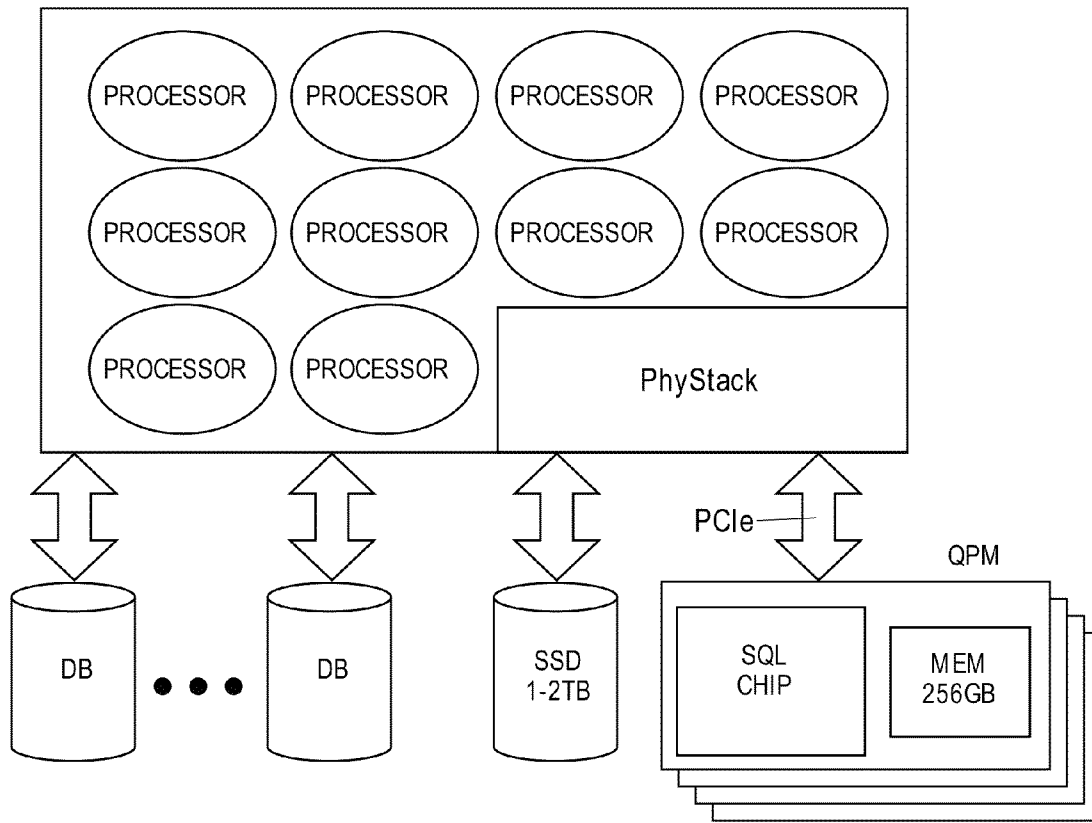 PROCESSOR PROCESSOR PROCESSOR PROCESSOR
PROCESSOR PROCESSOR PROCESSOR PROCESSOR
PROCESSOR PROCESSOR
PhyStack
PCIe
QPM
DB
DB
SSD
1-2TB
SQL
CHIP
MEM
256GB